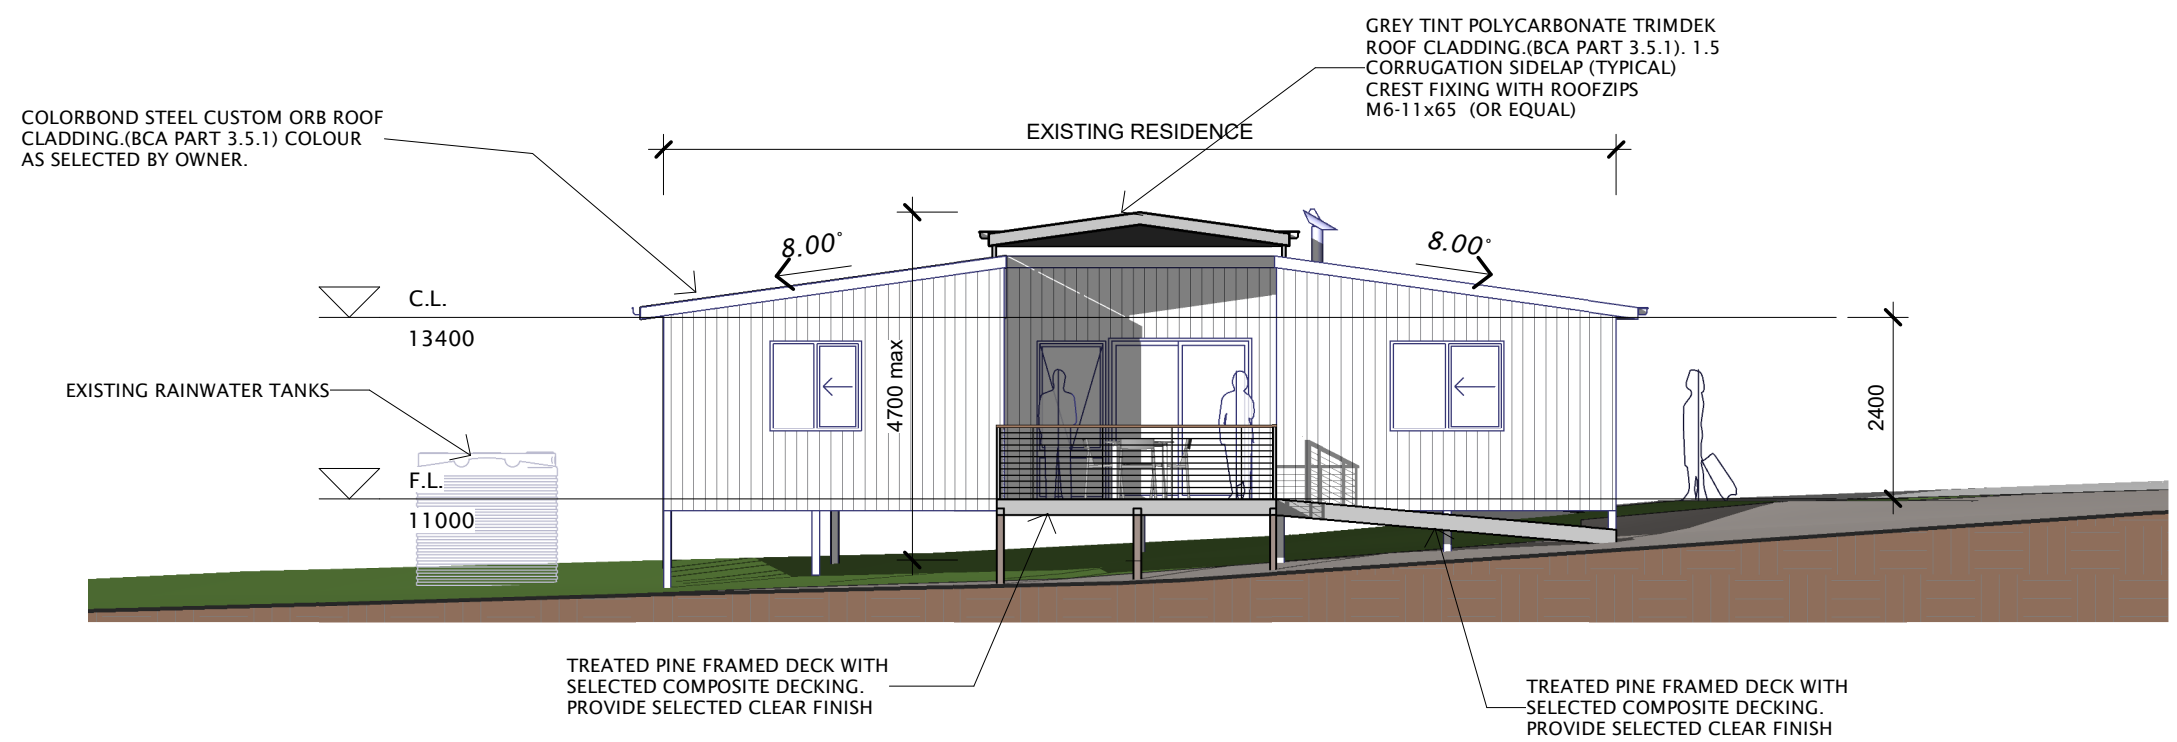 GREY TINT POLYCARBONATE TRIMDEK
ROOF CLADDING.(BCA PART 3.5.1). 1.5
CORRUGATION SIDELAP (TYPICAL)
CREST FIXING WITH ROOFZIPS
M6-11x65 (OR EQUAL)
COLORBOND STEEL CUSTOM ORB ROOF
CLADDING.(BCA PART 3.5.1) COLOUR
AS SELECTED BY OWNER.
EXISTING RESIDENCE
8.00°
8.00°
C.L.
13400
4700 max
2400
EXISTING RAINWATER TANKS
F.L.
11000
TREATED PINE FRAMED DECK WITH
SELECTED COMPOSITE DECKING.
PROVIDE SELECTED CLEAR FINISH
TREATED PINE FRAMED DECK WITH
SELECTED COMPOSITE DECKING.
PROVIDE SELECTED CLEAR FINISH